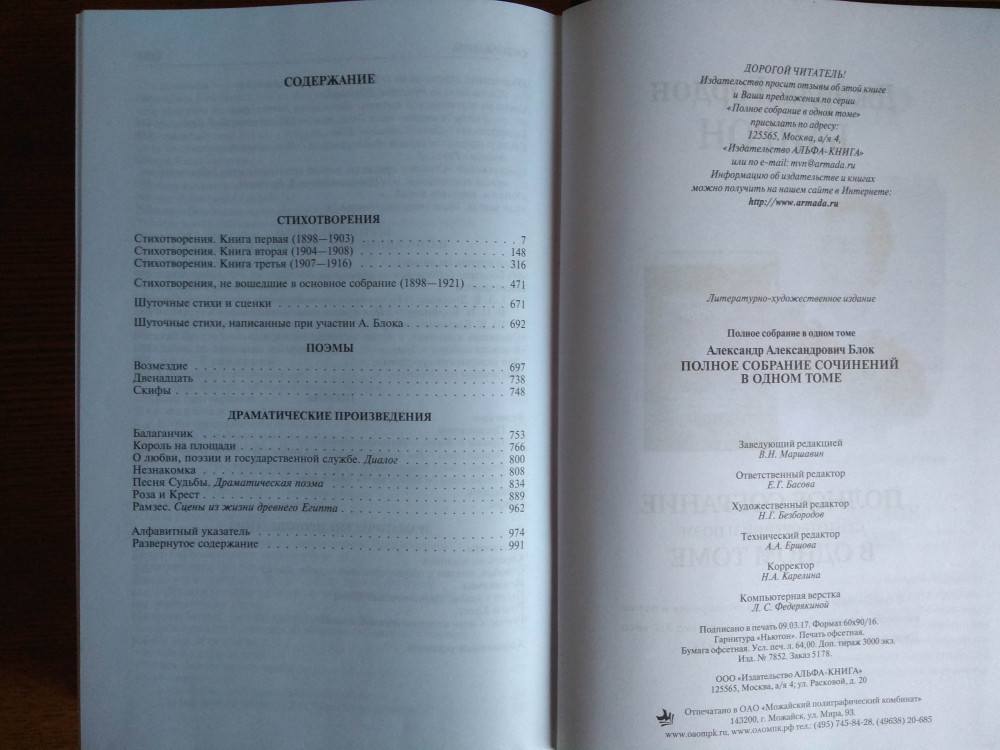 СОДЕРЖАНИЕ
СТИХОТВОРЕНИЯ
Стихотворения. Книга первая (1898—1903) . . . . . . . . . . . . . . . . 7
Стихотворения. Книга вторая (1904—1908) . . . . . . . . . . . . . . . . 148
Стихотворения. Книга третья (1907—1916) . . . . . . . . . . . . . . . . 316
Стихотворения, не вошедшие в основное собрание (1898—1921) . . . . 471
Шуточные стихи и сценки . . . . . . . . . . . . . . . . . . . . . . . 671
Шуточные стихи, написанные при участии А. Блока . . . . . . . . . . . 692
ПОЭМЫ
Возмездие . . . . . . . . . . . . . . . . . . . . . . . . . . . . . . 697
Двенадцать . . . . . . . . . . . . . . . . . . . . . . . . . . . . . . 738
Скифы . . . . . . . . . . . . . . . . . . . . . . . . . . . . . . . . 748
ДРАМАТИЧЕСКИЕ ПРОИЗВЕДЕНИЯ
Балаганчик . . . . . . . . . . . . . . . . . . . . . . . . . . . . . . 753
Король на площади . . . . . . . . . . . . . . . . . . . . . . . . . . 766
О любви, поэзии и государственной службе. Диалог . . . . . . . . . . . 800
Незнакомка . . . . . . . . . . . . . . . . . . . . . . . . . . . . . . 808
Песня Судьбы. Драматическая поэма . . . . . . . . . . . . . . . . . . 834
Роза и Крест . . . . . . . . . . . . . . . . . . . . . . . . . . . . . 889
Рамзес. Сцены из жизни древнего Египта . . . . . . . . . . . . . . . . 962
Алфавитный указатель . . . . . . . . . . . . . . . . . . . . . . . . . 974
Развернутое содержание . . . . . . . . . . . . . . . . . . . . . . . . 991
ДОРОГОЙ ЧИТАТЕЛЬ!
Издательство просит отзывы об этой книге
и Ваши предложения по серии
«Полное собрание в одном томе»
присылать по адресу:
125565, Москва, а/я 4,
«Издательство АЛЬФА-КНИГА»
или по e-mail: mvn@armada.ru
Информацию об издательстве и книгах
можно получить на нашем сайте в Интернете:
http://www.armada.ru
Литературно-художественное издание
Полное собрание в одном томе
Александр Александрович Блок
ПОЛНОЕ СОБРАНИЕ СОЧИНЕНИЙ
В ОДНОМ ТОМЕ
Заведующий редакцией
В.Н. Маршавин
Ответственный редактор
Е.Г. Басова
Художественный редактор
Н.Г. Безбородов
Технический редактор
А.А. Ершова
Корректор
Н.А. Карелина
Компьютерная верстка
Л. С. Федерякиной
Подписано в печать 09.03.17. Формат 60х90/16.
Гарнитура «Ньютон». Печать офсетная.
Бумага офсетная. Усл. печ. л. 64,00. Доп. тираж 3000 экз.
Изд. № 7852. Заказ 5178.
ООО «Издательство АЛЬФА-КНИГА»
125565, Москва, а/я 4; ул. Расковой, д. 20
Отпечатано в ОАО «Можайский полиграфический комбинат»
143200, г. Можайск, ул. Мира, 93.
www.oaompk.ru, www.ОАОМПК.рф тел.: (495) 745-84-28, (49638) 20-685